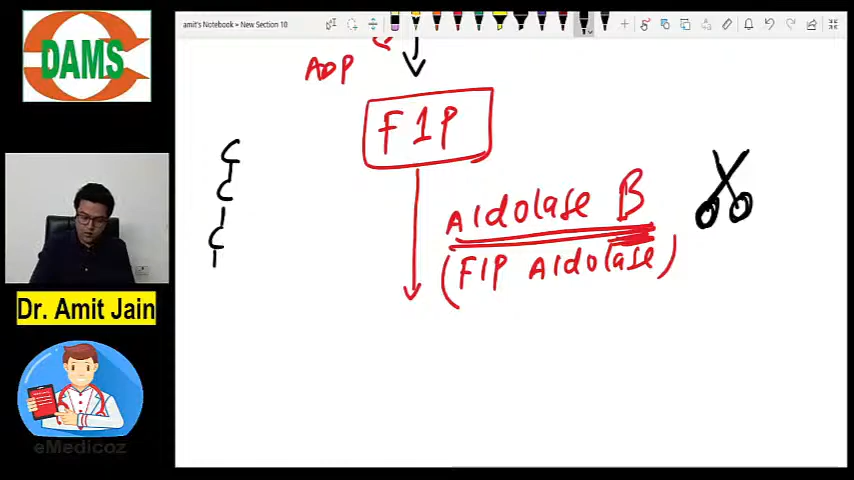 amit's Notebook > New Section 10
DAMS
ADP
F1P
Aldolase B
(F1P Aldolase)
C
C
C
Dr. Amit Jain
eMedicoz